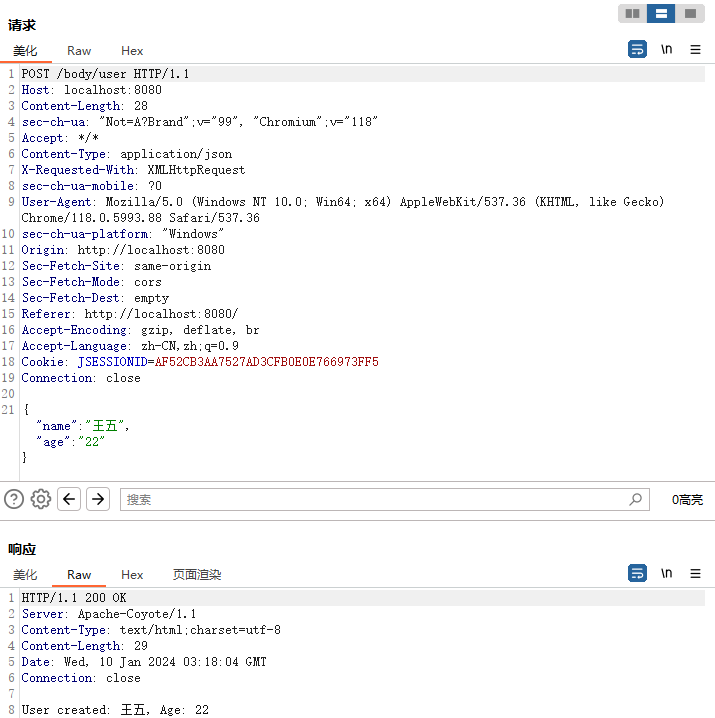 请求
美化 Raw Hex \n
1 POST /body/user HTTP/1.1
2 Host: localhost:8080
3 Content-Length: 28
4 sec-ch-ua: "Not=A?Brand";v="99", "Chromium";v="118"
5 Accept: */*
6 Content-Type: application/json
7 X-Requested-With: XMLHttpRequest
8 sec-ch-ua-mobile: ?0
9 User-Agent: Mozilla/5.0 (Windows NT 10.0; Win64; x64) AppleWebKit/537.36 (KHTML, like Gecko)
Chrome/118.0.5993.88 Safari/537.36
10 sec-ch-ua-platform: "Windows"
11 Origin: http://localhost:8080
12 Sec-Fetch-Site: same-origin
13 Sec-Fetch-Mode: cors
14 Sec-Fetch-Dest: empty
15 Referer: http://localhost:8080/
16 Accept-Encoding: gzip, deflate, br
17 Accept-Language: zh-CN,zh;q=0.9
18 Cookie: JSESSIONID=AF52CB3AA7527AD3CFB0E0E766973FF5
19 Connection: close
20
21 {
"name":"王五",
"age":"22"
}
搜索 0高亮
响应
美化 Raw Hex 页面渲染 \n
1 HTTP/1.1 200 OK
2 Server: Apache-Coyote/1.1
3 Content-Type: text/html;charset=utf-8
4 Content-Length: 29
5 Date: Wed, 10 Jan 2024 03:18:04 GMT
6 Connection: close
7
8 User created: 王五, Age: 22